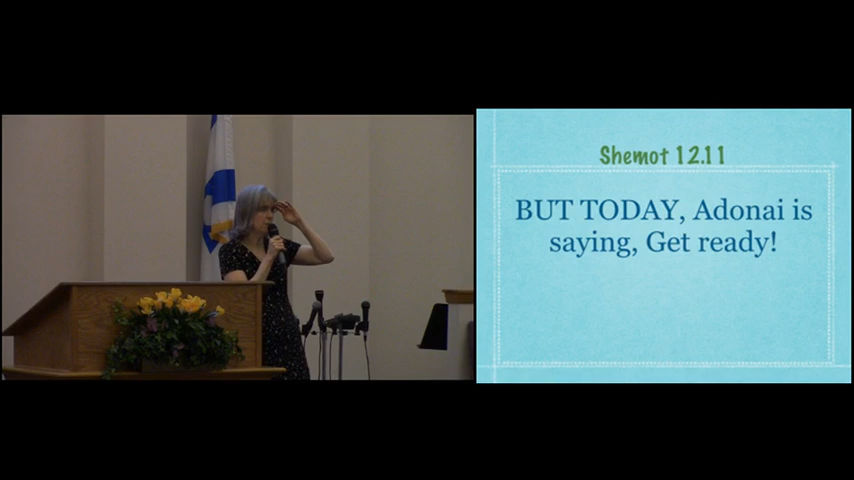 Shemot 12.11
BUT TODAY, Adonai is
saying, Get ready!